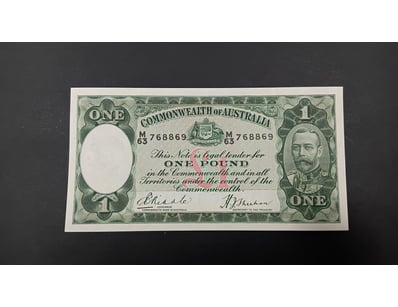 COMMONWEALTH OF AUSTRALIA
ONE
1
M/63 768869
M/63 768869
This Note is legal tender for
ONE POUND
in the Commonwealth and in all
Territories under the control of the
Commonwealth.
1
ONE